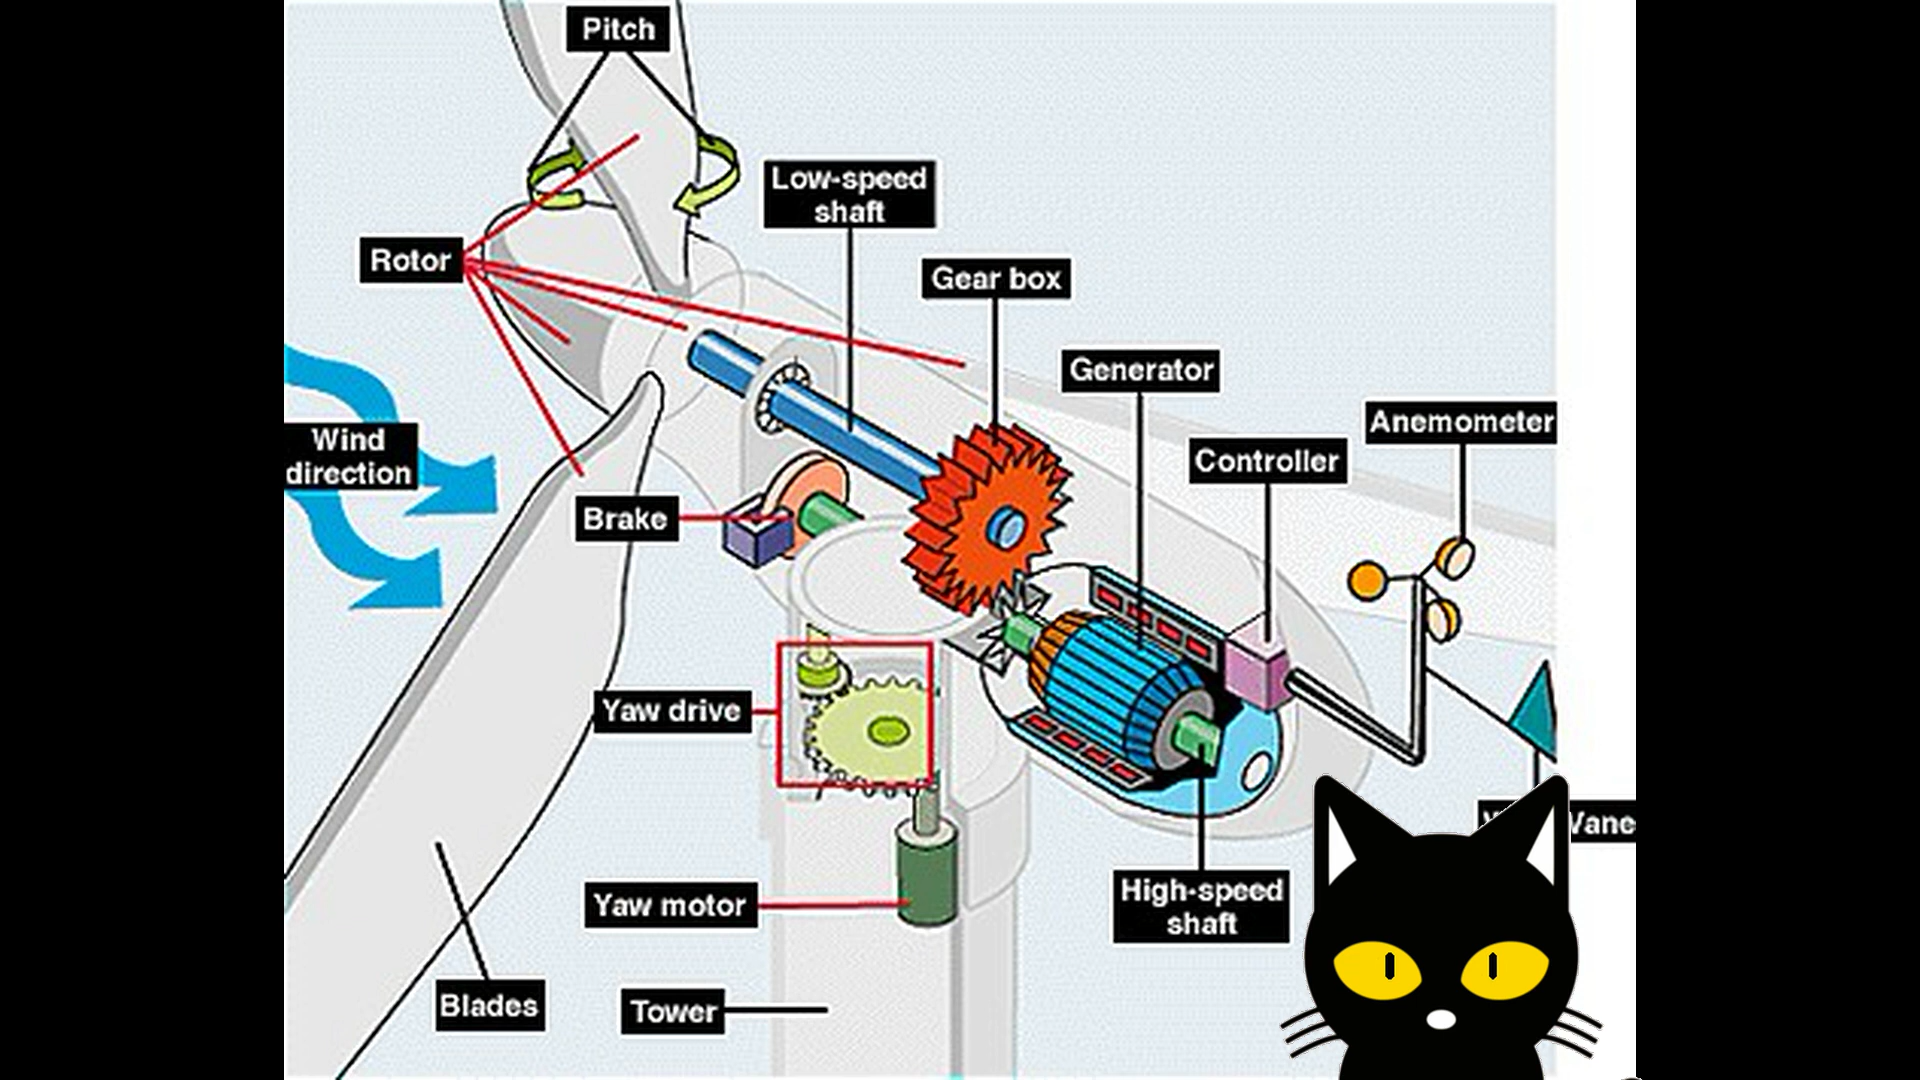 Pitch
Low-speed
shaft
Rotor
Gear box
Generator
Anemometer
Wind
direction
Controller
Brake
Yaw drive
Vane
High-speed
shaft
Yaw motor
Blades
Tower